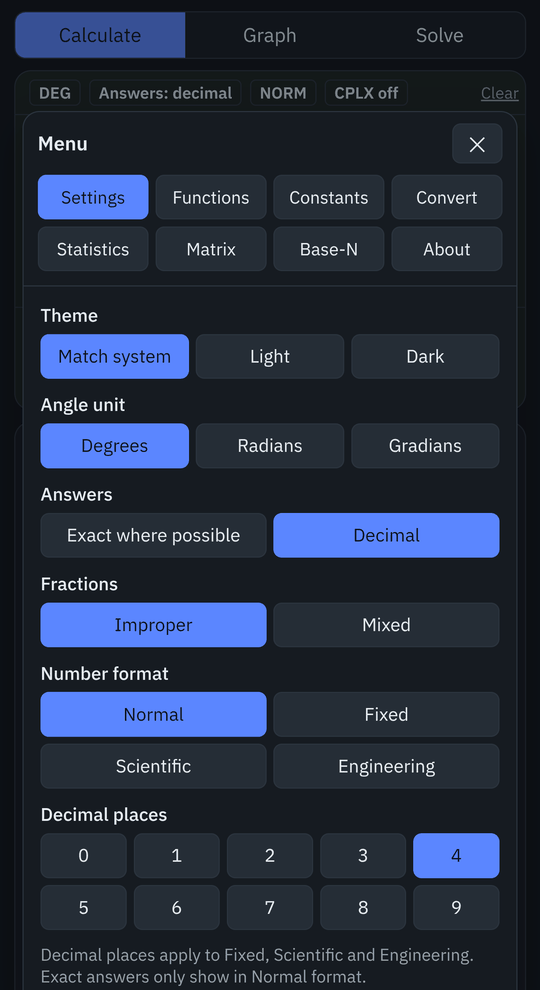 Calculate Graph Solve
DEG Answers: decimal NORM CPLX off Clear
Menu
Settings Functions Constants Convert
Statistics Matrix Base-N About
Theme
Match system Light Dark
Angle unit
Degrees Radians Gradians
Answers
Exact where possible Decimal
Fractions
Improper Mixed
Number format
Normal Fixed
Scientific Engineering
Decimal places
0 1 2 3 4
5 6 7 8 9
Decimal places apply to Fixed, Scientific and Engineering.
Exact answers only show in Normal format.